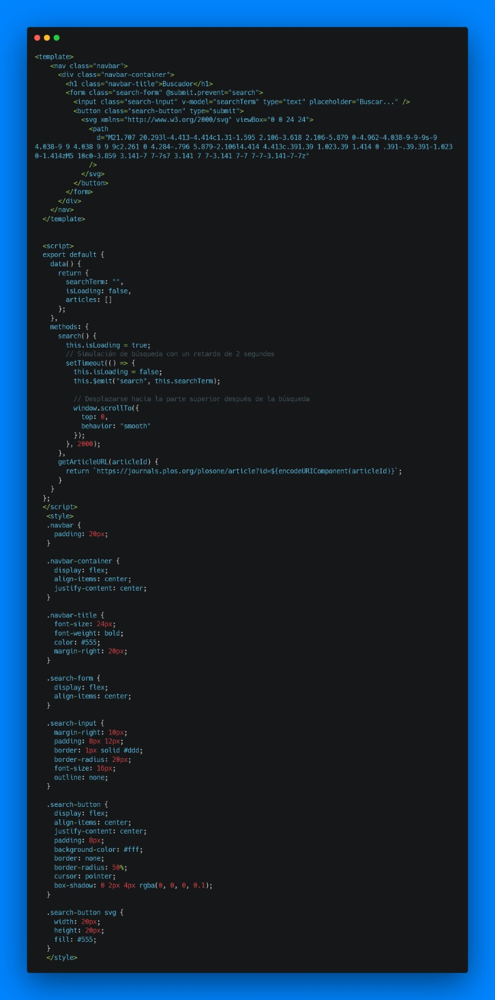 <template>
<nav class="navbar">
<div class="navbar-container">
<h1 class="navbar-title">Buscador</h1>
<form class="search-form" @submit.prevent="search">
<input class="search-input" v-model="searchTerm" type="text" placeholder="Buscar..." />
<button class="search-button" type="submit">
<svg xmlns="http://www.w3.org/2000/svg" viewBox="0 0 24 24">
<path
d="M21.707 20.293l-4.413-4.414c1.31-1.595 2.106-3.618 2.106-5.879 0-4.962-4.038-9-9-9s-9
4.038-9 9 4.038 9 9 9c2.261 0 4.284-.796 5.879-2.106l4.414 4.413c.391.39 1.023.39 1.414 0 .391-.39.391-1.023
0-1.414zM5 10c0-3.859 3.141-7 7-7s7 3.141 7 7-3.141 7-7 7-7-3.141-7-7z"
/>
</svg>
</button>
</form>
</div>
</nav>
</template>
<script>
export default {
data() {
return {
searchTerm: "",
isLoading: false,
articles: []
};
},
methods: {
search() {
this.isLoading = true;
// Simulación de búsqueda con un retardo de 2 segundos
setTimeout(() => {
this.isLoading = false;
this.$emit("search", this.searchTerm);
// Desplazarse hacia la parte superior después de la búsqueda
window.scrollTo({
top: 0,
behavior: "smooth"
});
}, 2000);
},
getArticleURL(articleId) {
return `https://journals.plos.org/plosone/article?id=${encodeURIComponent(articleId)}`;
}
}
};
</script>
<style>
.navbar {
padding: 20px;
}
.navbar-container {
display: flex;
align-items: center;
justify-content: center;
}
.navbar-title {
font-size: 24px;
font-weight: bold;
color: #555;
margin-right: 20px;
}
.search-form {
display: flex;
align-items: center;
}
.search-input {
margin-right: 10px;
padding: 8px 12px;
border: 1px solid #ddd;
border-radius: 20px;
font-size: 16px;
outline: none;
}
.search-button {
display: flex;
align-items: center;
justify-content: center;
padding: 8px;
background-color: #fff;
border: none;
border-radius: 50%;
cursor: pointer;
box-shadow: 0 2px 4px rgba(0, 0, 0, 0.1);
}
.search-button svg {
width: 20px;
height: 20px;
fill: #555;
}
</style>